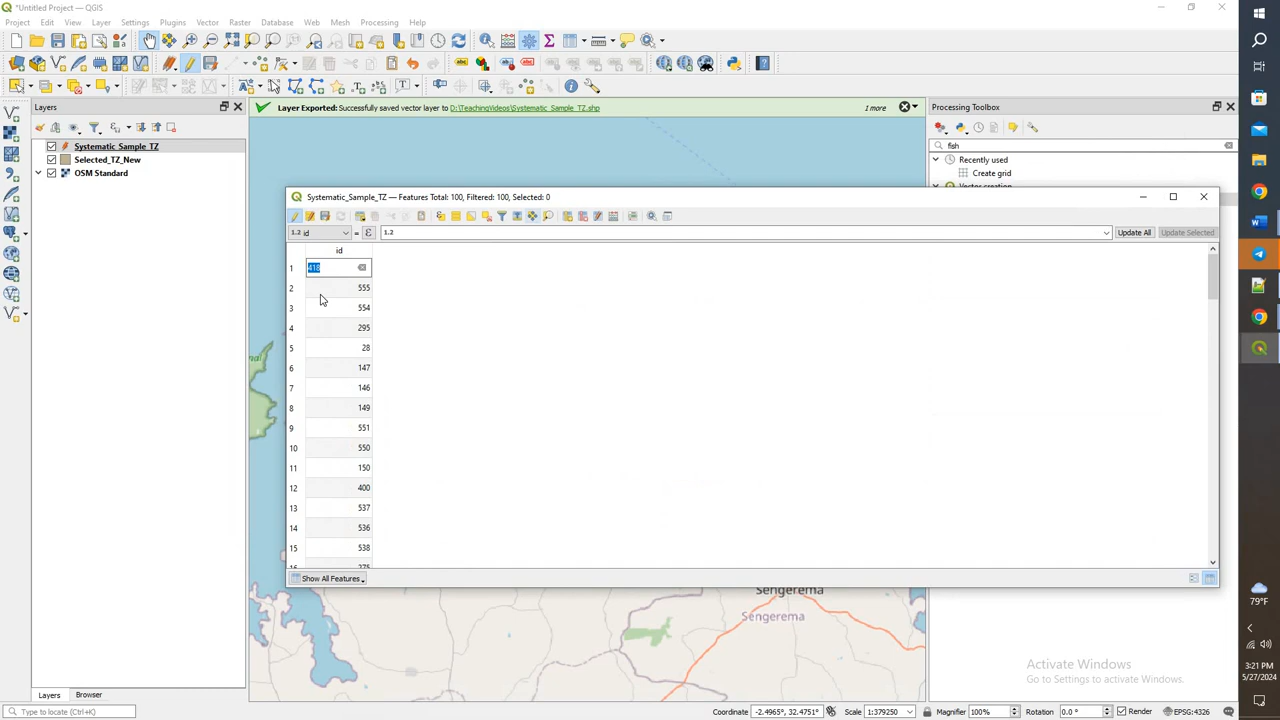 *Untitled Project — QGIS
Project Edit View Layer Settings Plugins Vector Raster Database Web Mesh Processing Help
Layers
Layer Exported: Successfully saved vector layer to D:\TeachingVideos\Systematic_Sample_TZ.shp
1 more
Processing Toolbox
Systematic_Sample_TZ
Selected_TZ_New
OSM Standard
fish
Recently used
Create grid
Vector creation
Systematic_Sample_TZ — Features Total: 100, Filtered: 100, Selected: 0
1.2 id
=
ε
1.2
Update All
Update Selected
id
1 418
2 555
3 554
4 295
5 28
6 147
7 146
8 149
9 551
10 550
11 150
12 400
13 537
14 536
15 538
16 275
Show All Features
Sengerema
Sengerema
Activate Windows
Go to Settings to activate Windows.
79°F
3:21 PM
5/27/2024
Layers Browser
Type to locate (Ctrl+K)
Coordinate -2.4965°, 32.4751° Scale 1:379250 Magnifier 100% Rotation 0.0 ° Render EPSG:4326